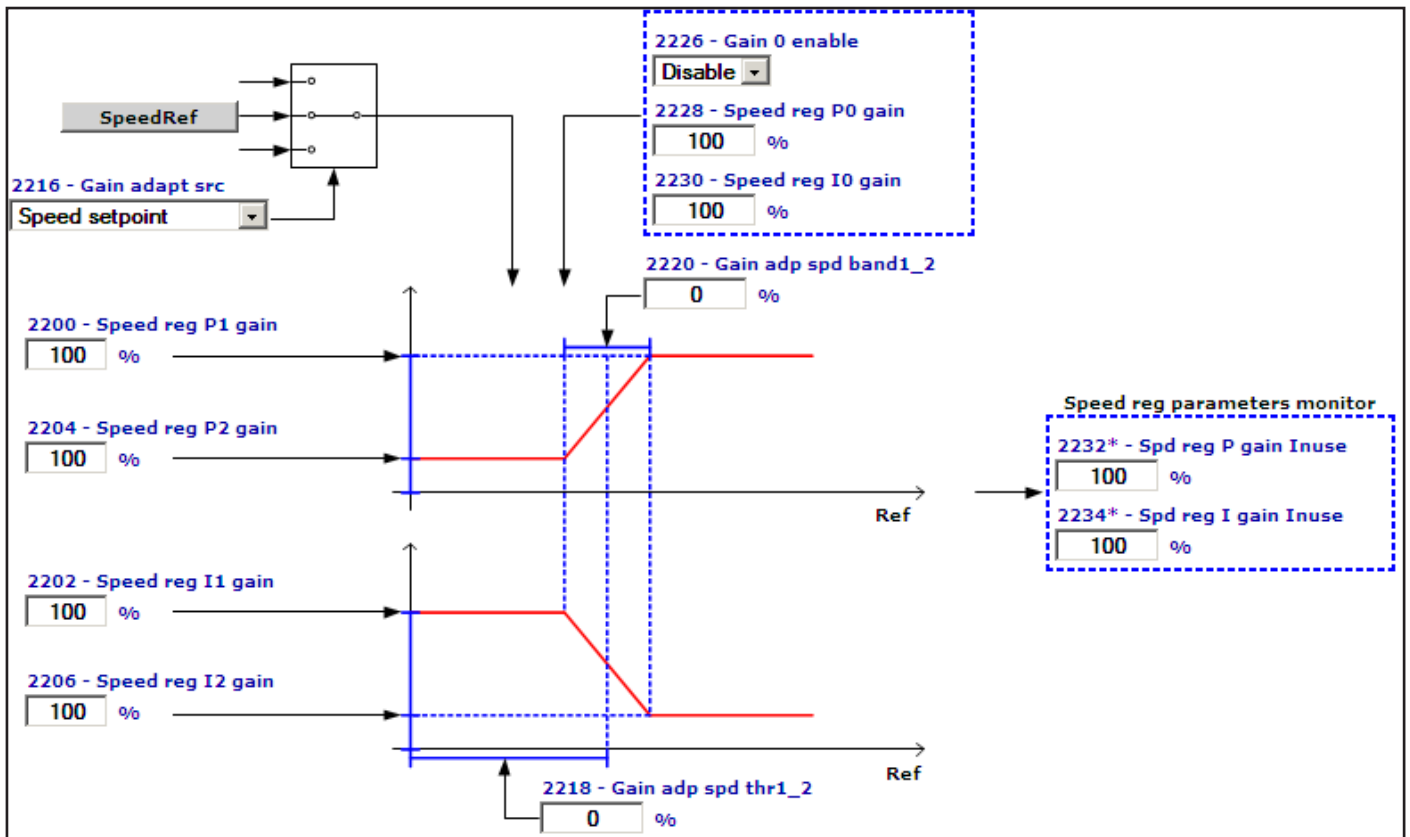 2226 - Gain 0 enable
Disable
2228 - Speed reg P0 gain
100 %
2230 - Speed reg I0 gain
100 %
SpeedRef
2216 - Gain adapt src
Speed setpoint
2220 - Gain adp spd band1_2
0 %
2200 - Speed reg P1 gain
100 %
2204 - Speed reg P2 gain
100 %
Ref
Speed reg parameters monitor
2232* - Spd reg P gain Inuse
100 %
2234* - Spd reg I gain Inuse
100 %
2202 - Speed reg I1 gain
100 %
2206 - Speed reg I2 gain
100 %
Ref
2218 - Gain adp spd thr1_2
0 %